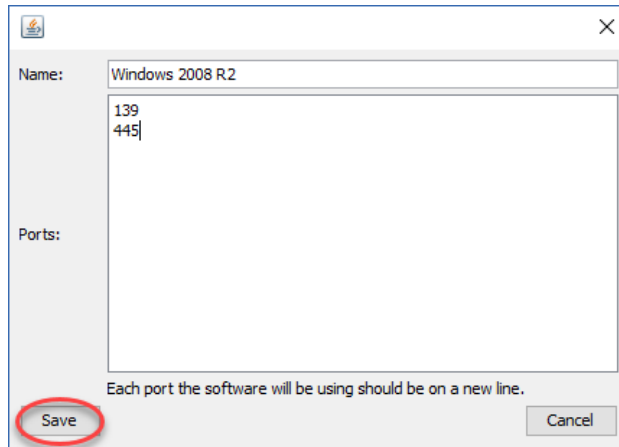 Name:
Windows 2008 R2
139
445
Ports:
Each port the software will be using should be on a new line.
Save
Cancel